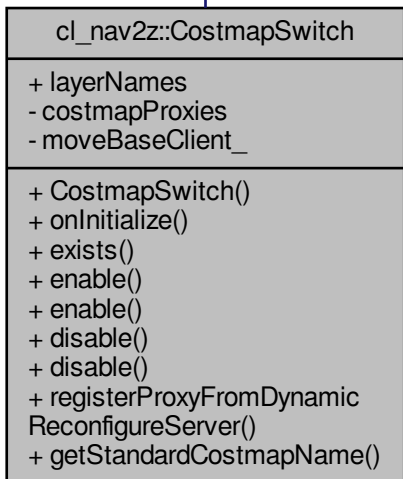 cl_nav2z::CostmapSwitch
+ layerNames
- costmapProxies
- moveBaseClient_
+ CostmapSwitch()
+ onInitialize()
+ exists()
+ enable()
+ enable()
+ disable()
+ disable()
+ registerProxyFromDynamic
ReconfigureServer()
+ getStandardCostmapName()